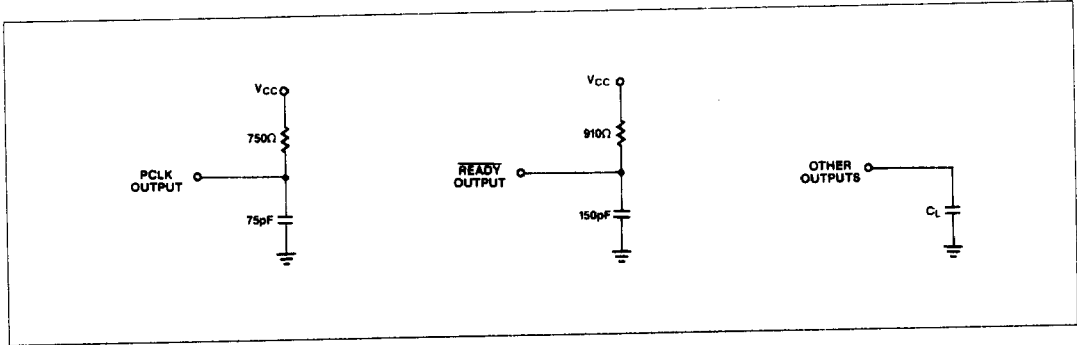 VCC
750Ω
PCLK
OUTPUT
75pF
VCC
910Ω
READY
OUTPUT
150pF
OTHER
OUTPUTS
CL